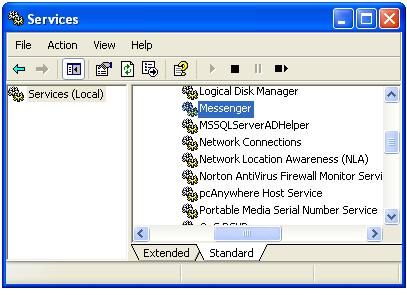 Services
File Action View Help
Services (Local)
Logical Disk Manager
Messenger
MSSQLServerADHelper
Network Connections
Network Location Awareness (NLA)
Norton AntiVirus Firewall Monitor Servi
pcAnywhere Host Service
Portable Media Serial Number Service
Extended Standard